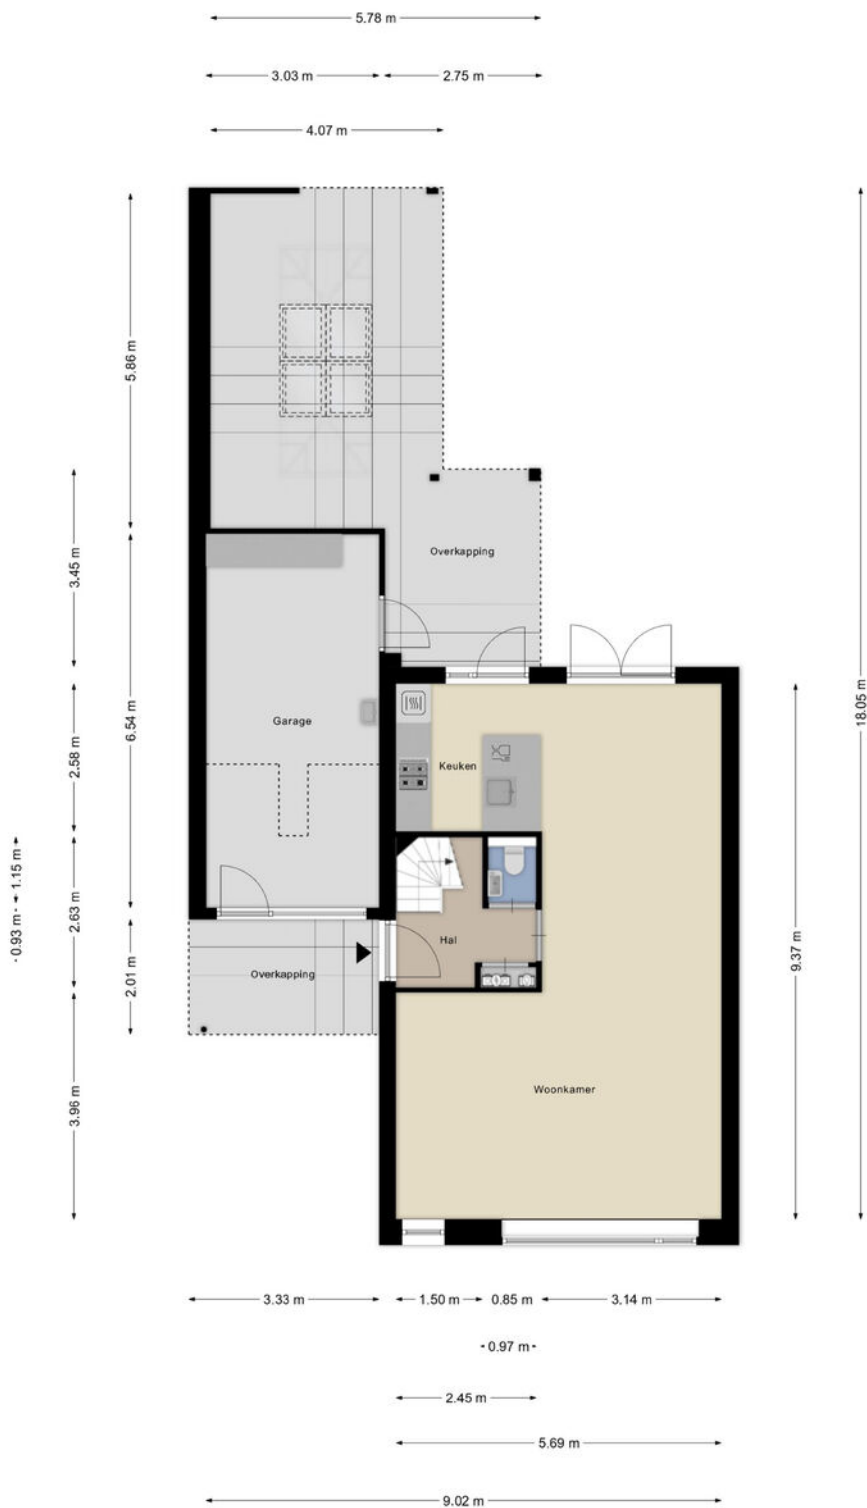 5.78 m
3.03 m
2.75 m
4.07 m
5.86 m
3.45 m
Overkapping
18.05 m
6.54 m
Garage
2.58 m
Keuken
1.15 m
0.93 m
2.63 m
Hal
9.37 m
2.01 m
Overkapping
3.96 m
Woonkamer
3.33 m
1.50 m
0.85 m
3.14 m
0.97 m
2.45 m
5.69 m
9.02 m